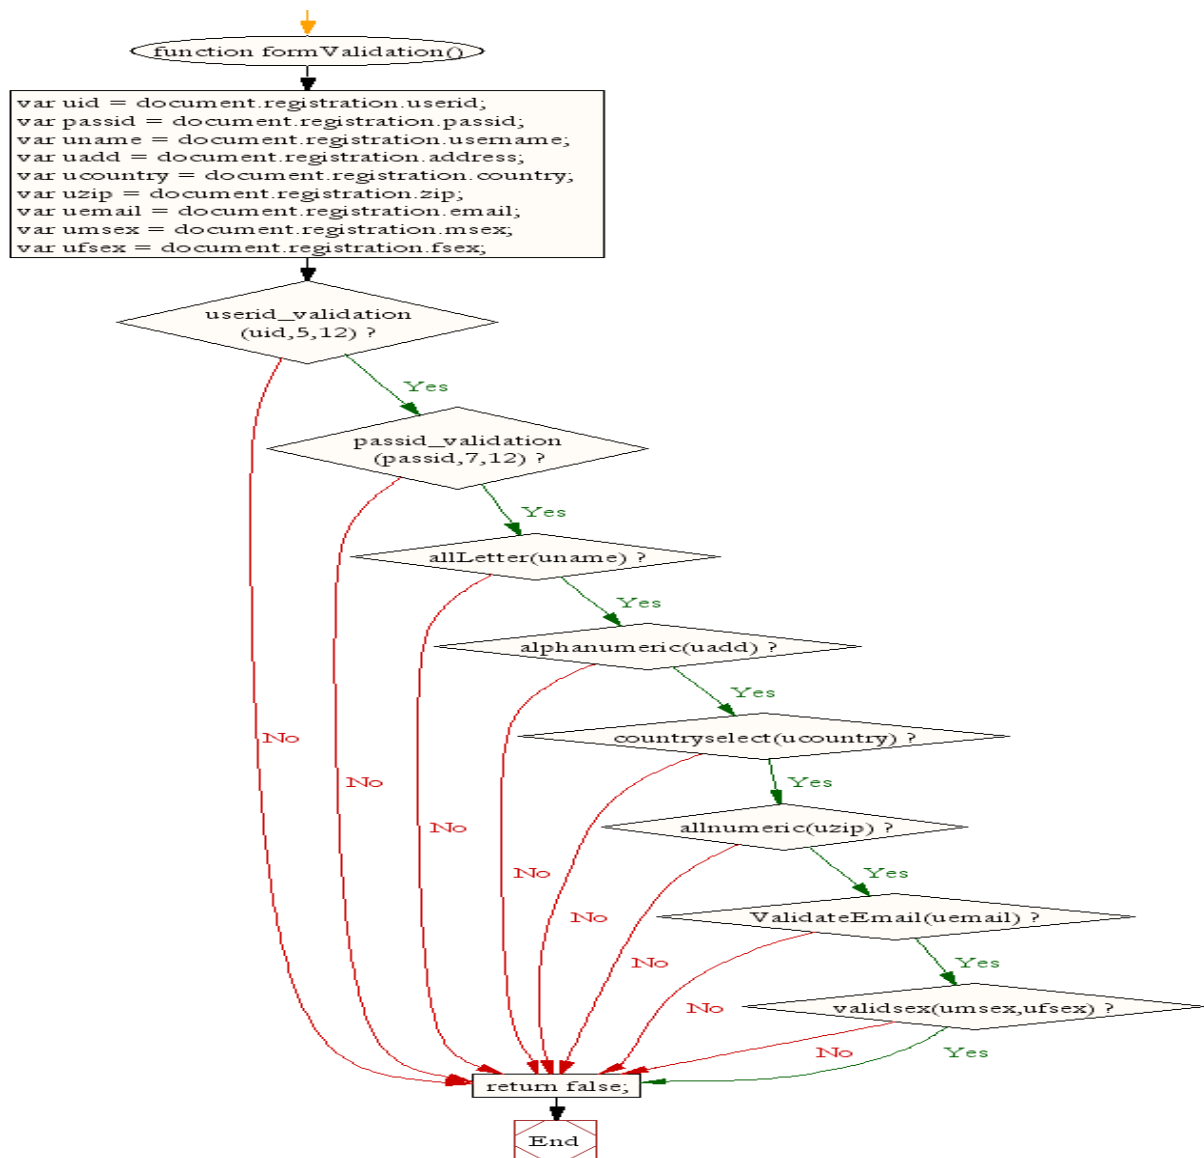 function formValidation()
var uid = document.registration.userid;
var passid = document.registration.passid;
var uname = document.registration.username;
var uadd = document.registration.address;
var ucountry = document.registration.country;
var uzip = document.registration.zip;
var uemail = document.registration.email;
var umsex = document.registration.msex;
var ufsex = document.registration.fsex;
userid_validation
(uid,5,12) ?
Yes
passid_validation
(passid,7,12) ?
Yes
allLetter(uname) ?
Yes
alphanumeric(uadd) ?
Yes
No
countryselect(ucountry) ?
No
Yes
No
allnumeric(uzip) ?
No
Yes
No
ValidateEmail(uemail) ?
No
Yes
No
validsex(umsex,ufsex) ?
No
Yes
return false;
End